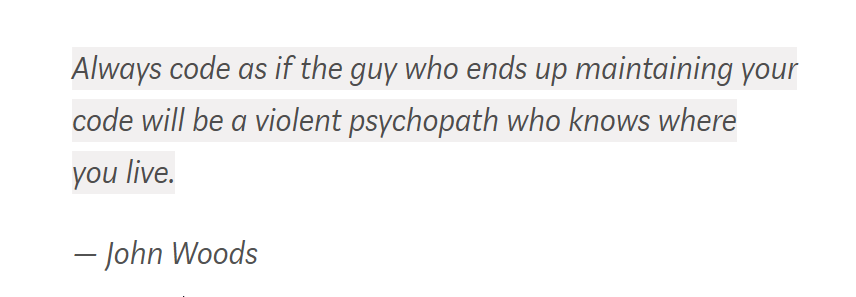 Always code as if the guy who ends up maintaining your
code will be a violent psychopath who knows where
you live.
— John Woods